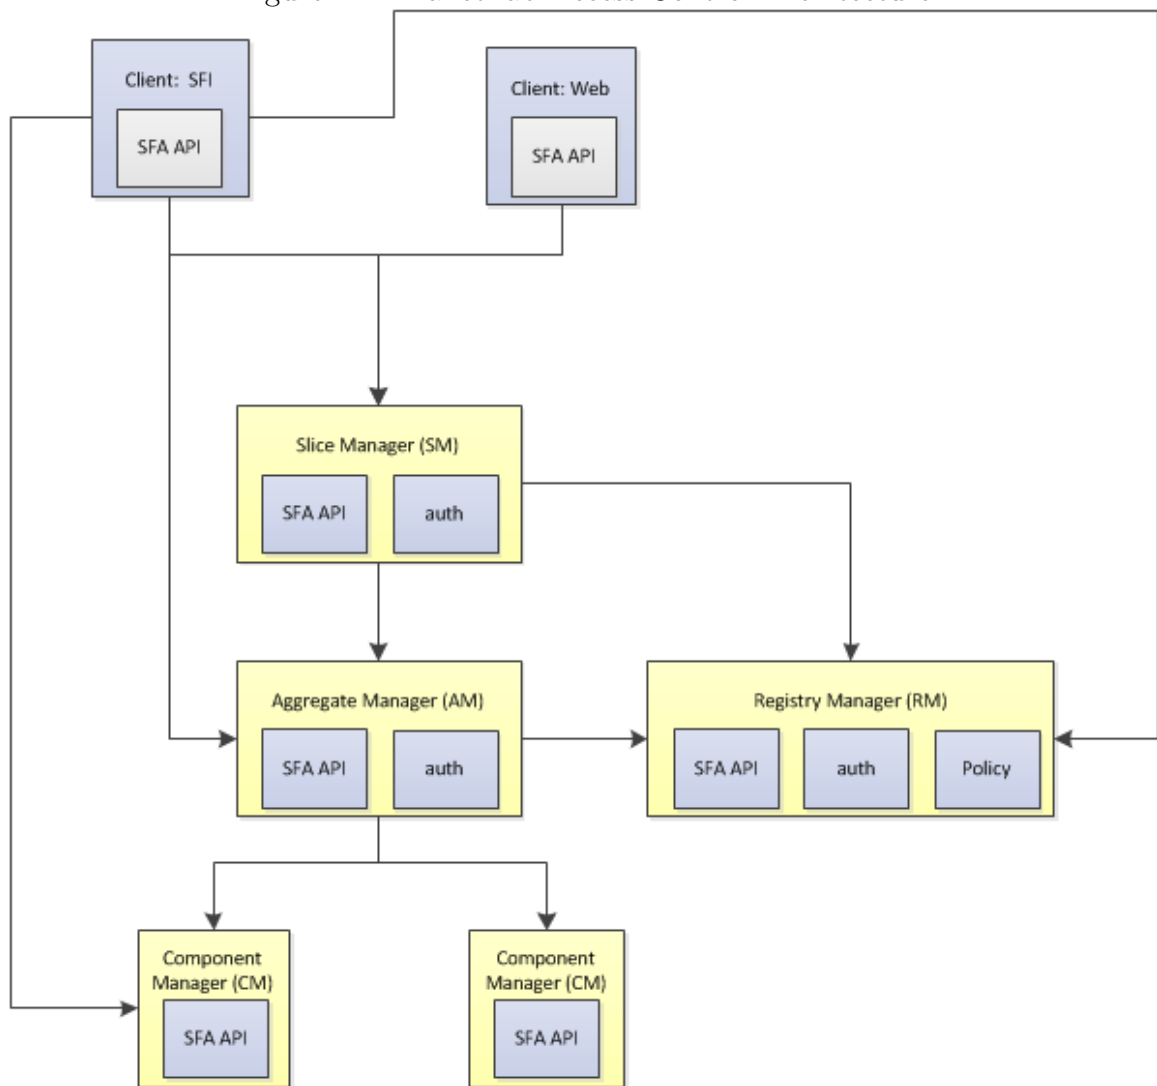 Client: SFI
SFA API
Client: Web
SFA API
Slice Manager (SM)
SFA API
auth
Aggregate Manager (AM)
SFA API
auth
Registry Manager (RM)
SFA API
auth
Policy
Component
Manager (CM)
SFA API
Component
Manager (CM)
SFA API